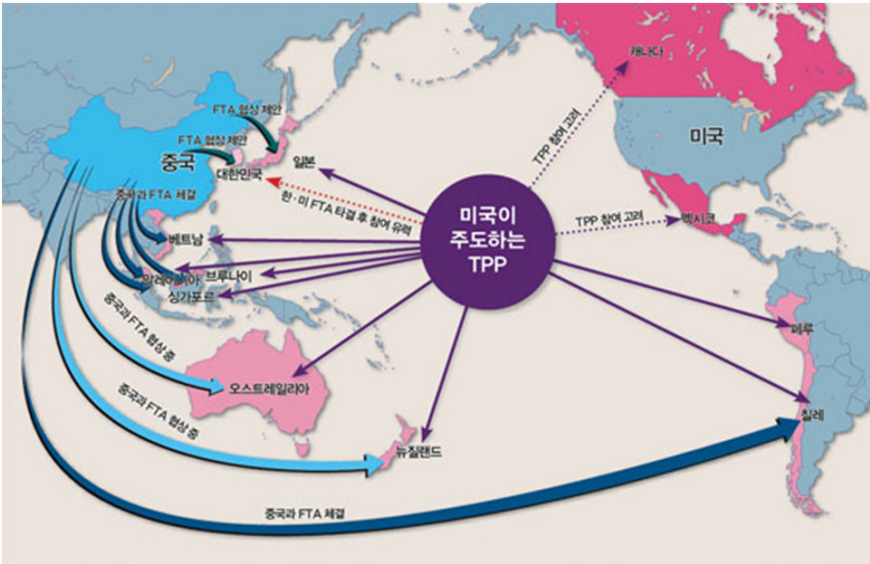 캐나다
미국
FTA 협상 제안
FTA 협상 제안
중국
대한민국
일본
TPP 참여 고려
한·미 FTA 타결 후 참여 유력
미국이
주도하는
TPP
TPP 참여 고려
멕시코
중국과 FTA 체결
베트남
말레이시아
브루나이
싱가포르
중국과 FTA 협상 중
오스트레일리아
중국과 FTA 협상 중
뉴질랜드
페루
칠레
중국과 FTA 체결